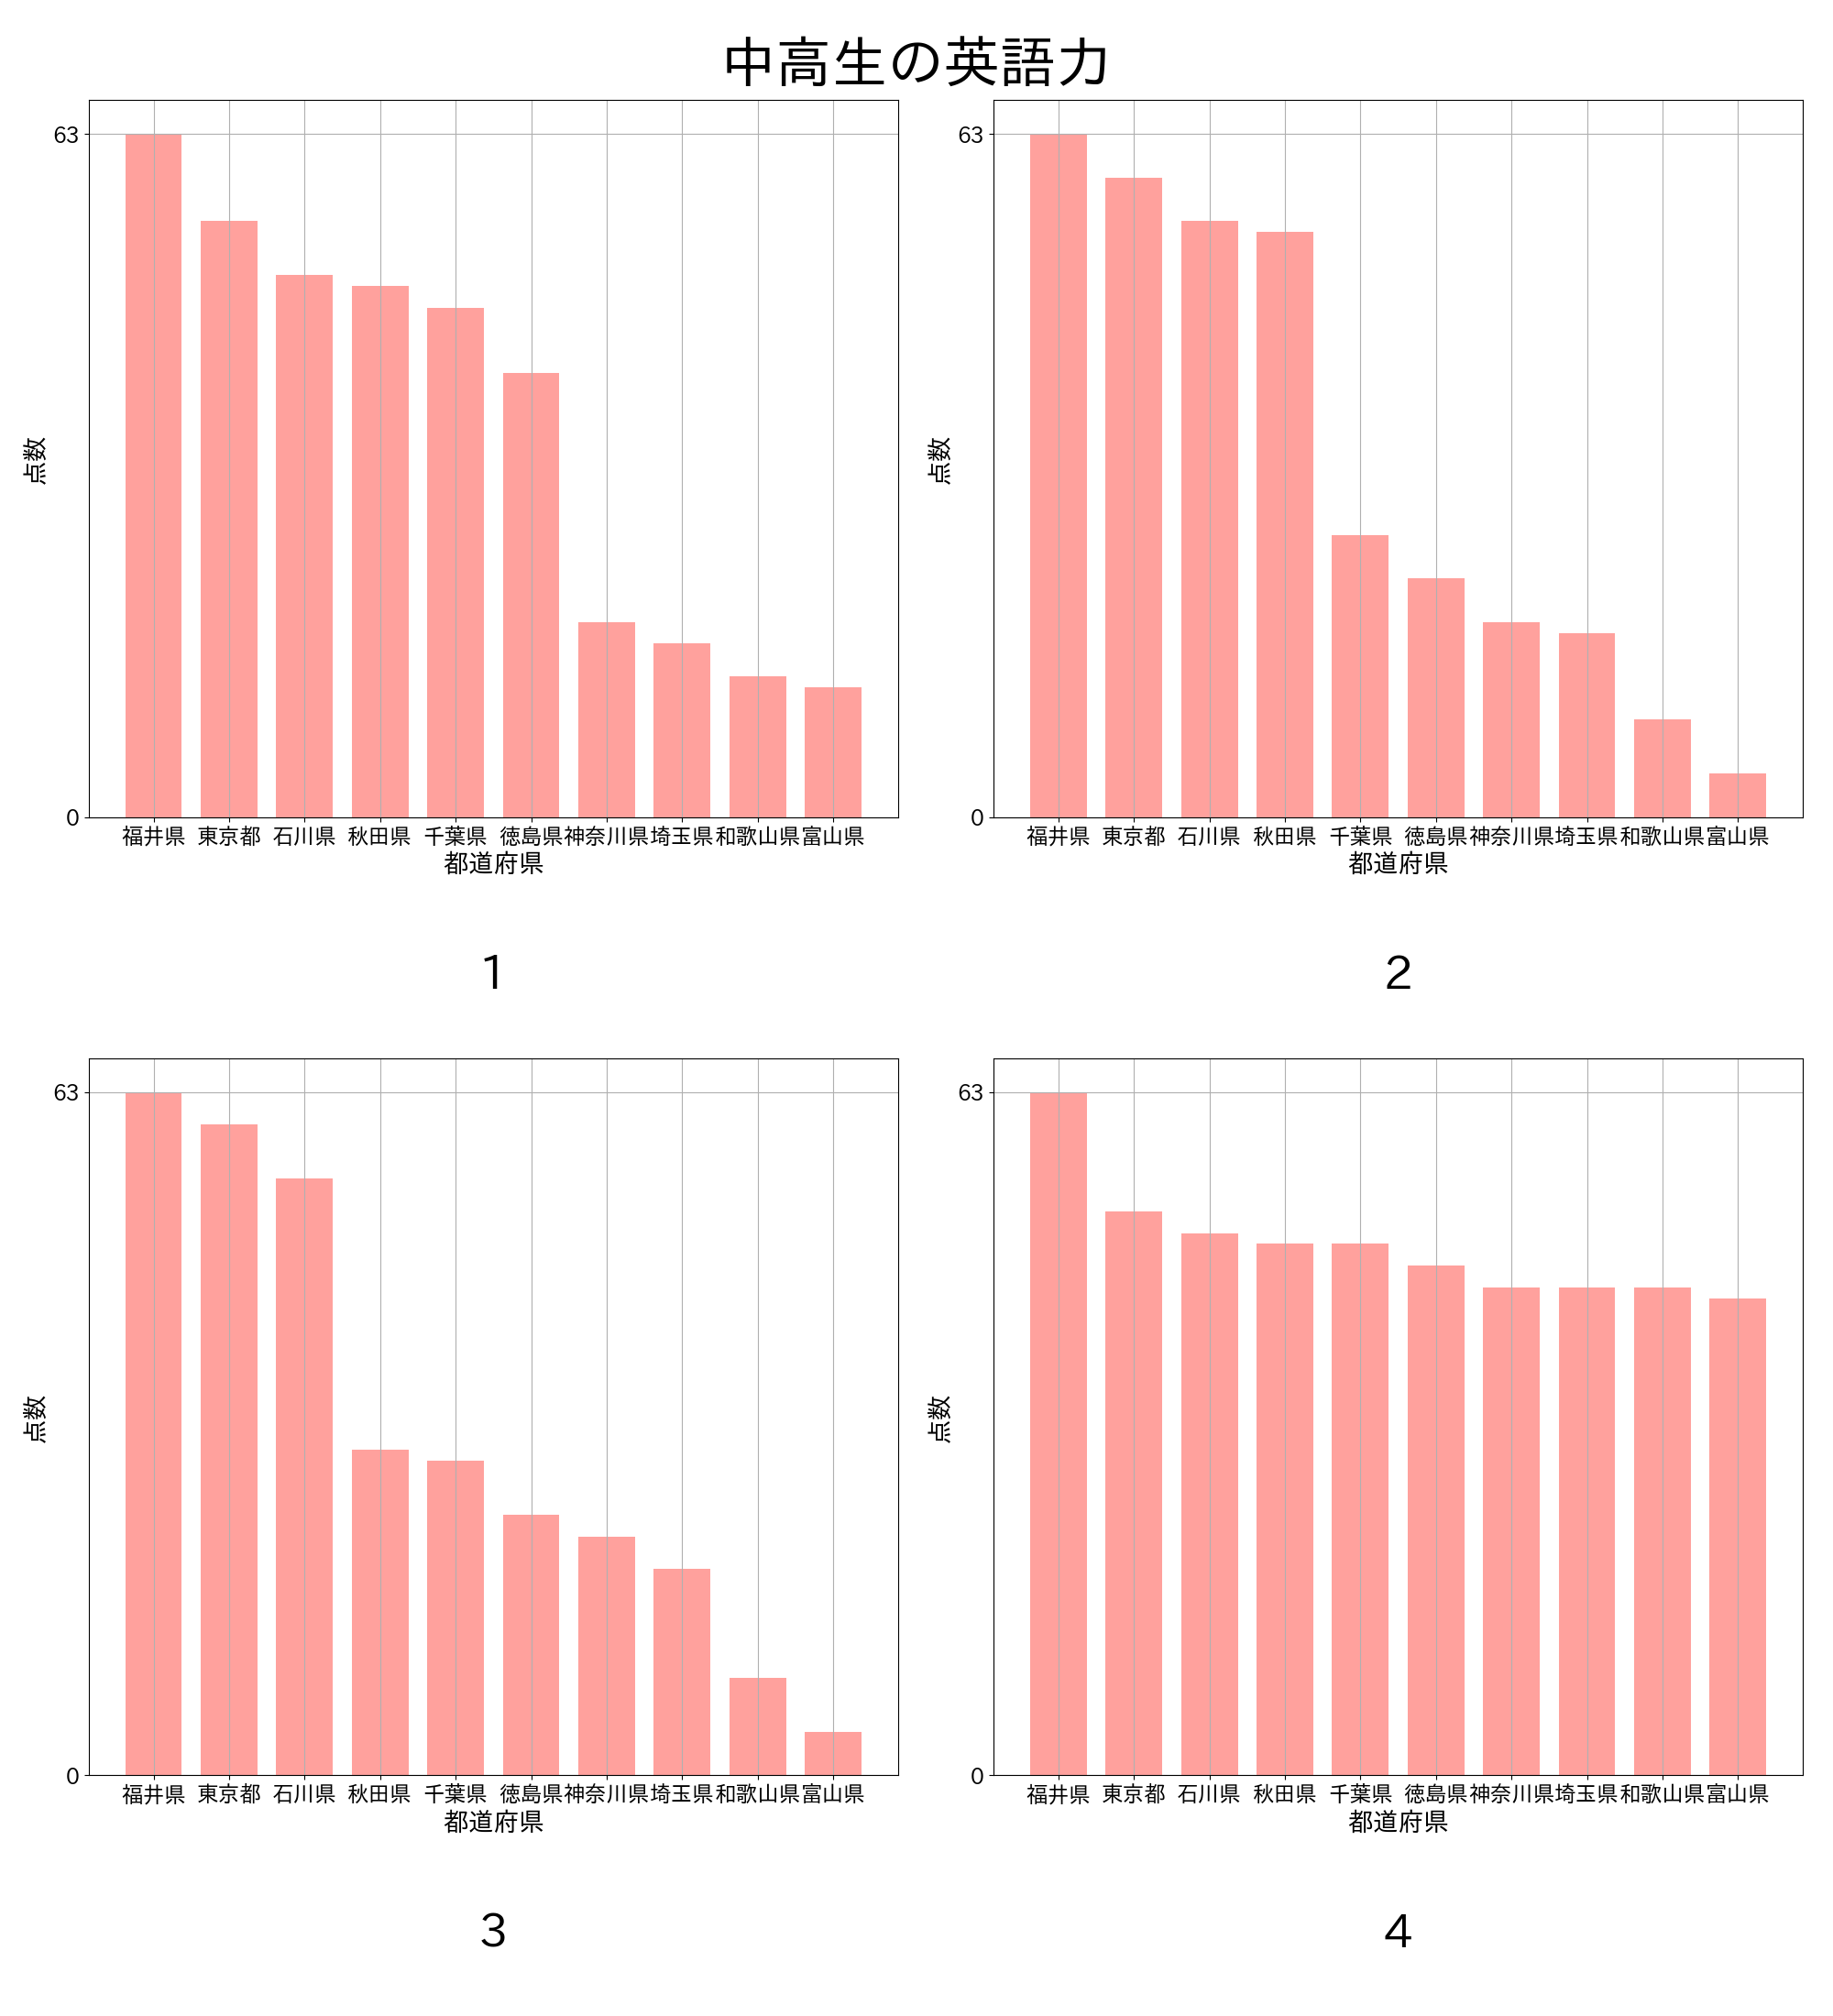 中高生の英語力
63
0
点数
福井県 東京都 石川県 秋田県 千葉県 徳島県 神奈川県 埼玉県 和歌山県 富山県
都道府県
1
63
0
点数
福井県 東京都 石川県 秋田県 千葉県 徳島県 神奈川県 埼玉県 和歌山県 富山県
都道府県
2
63
0
点数
福井県 東京都 石川県 秋田県 千葉県 徳島県 神奈川県 埼玉県 和歌山県 富山県
都道府県
3
63
0
点数
福井県 東京都 石川県 秋田県 千葉県 徳島県 神奈川県 埼玉県 和歌山県 富山県
都道府県
4